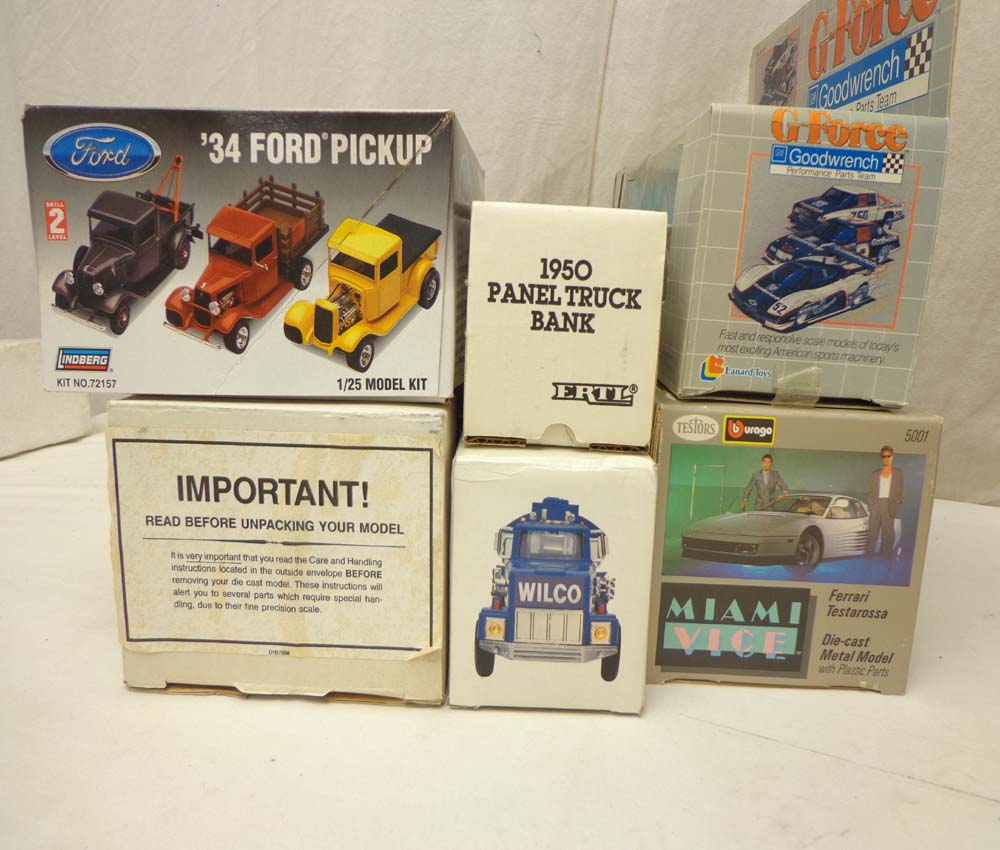 Ford
'34 FORD® PICKUP
SKILL
2
LEVEL
LINDBERG®
KIT NO.72157
1/25 MODEL KIT
1950
PANEL TRUCK
BANK
ERTL®
G-Force
GM Goodwrench
Parts Team
G-Force
GM Goodwrench
Performance Parts Team
Fast and responsive scale models of today's
most exciting American sports machinery.
Lanard Toys
IMPORTANT!
READ BEFORE UNPACKING YOUR MODEL
It is very important that you read the Care and Handling
instructions located in the outside envelope BEFORE
removing your die cast model. These instructions will
alert you to several parts which require special han-
dling, due to their fine precision scale.
WILCO
TESTORS
burago
5001
MIAMI
VICE
Ferrari
Testarossa
Die-cast
Metal Model
with Plastic Parts